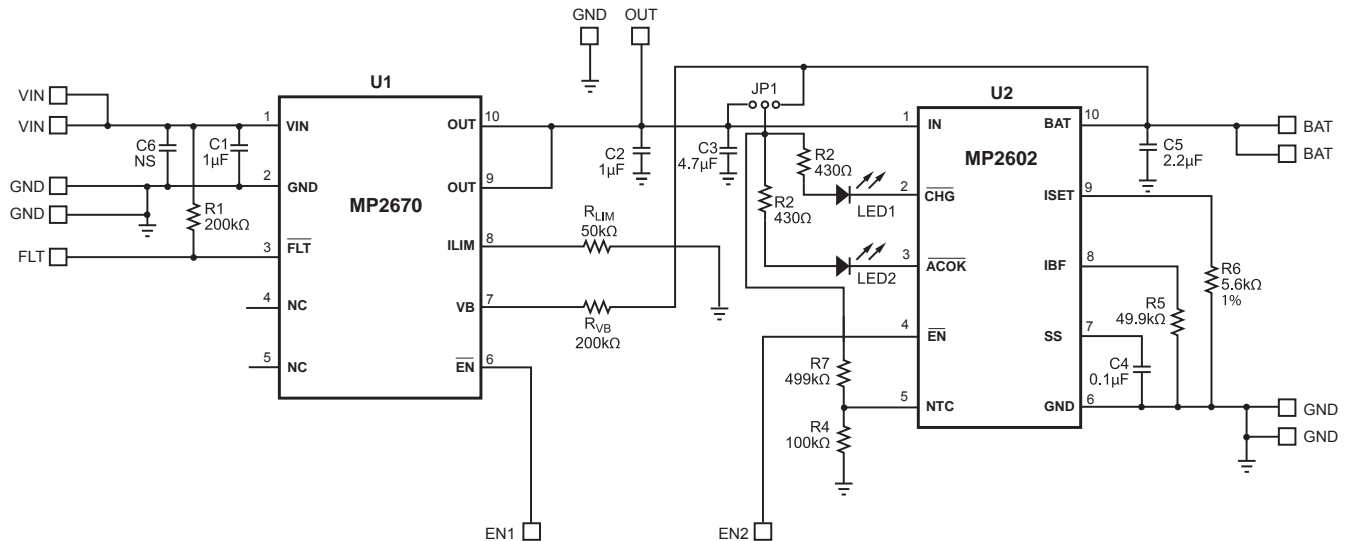 GND
OUT
VIN
VIN
GND
GND
FLT
C6
NS
C1
1µF
R1
200kΩ
U1
MP2670
1
VIN
2
GND
3
FLT
4
NC
5
NC
OUT
10
OUT
9
ILIM
8
VB
7
EN
6
RLIM
50kΩ
RVB
200kΩ
EN1
C2
1µF
C3
4.7µF
JP1
R2
430Ω
R2
430Ω
LED1
LED2
R7
499kΩ
R4
100kΩ
EN2
U2
MP2602
1
IN
2
CHG
3
ACOK
4
EN
5
NTC
BAT
10
ISET
9
IBF
8
SS
7
GND
6
C5
2.2µF
R6
5.6kΩ
1%
R5
49.9kΩ
C4
0.1µF
BAT
BAT
GND
GND